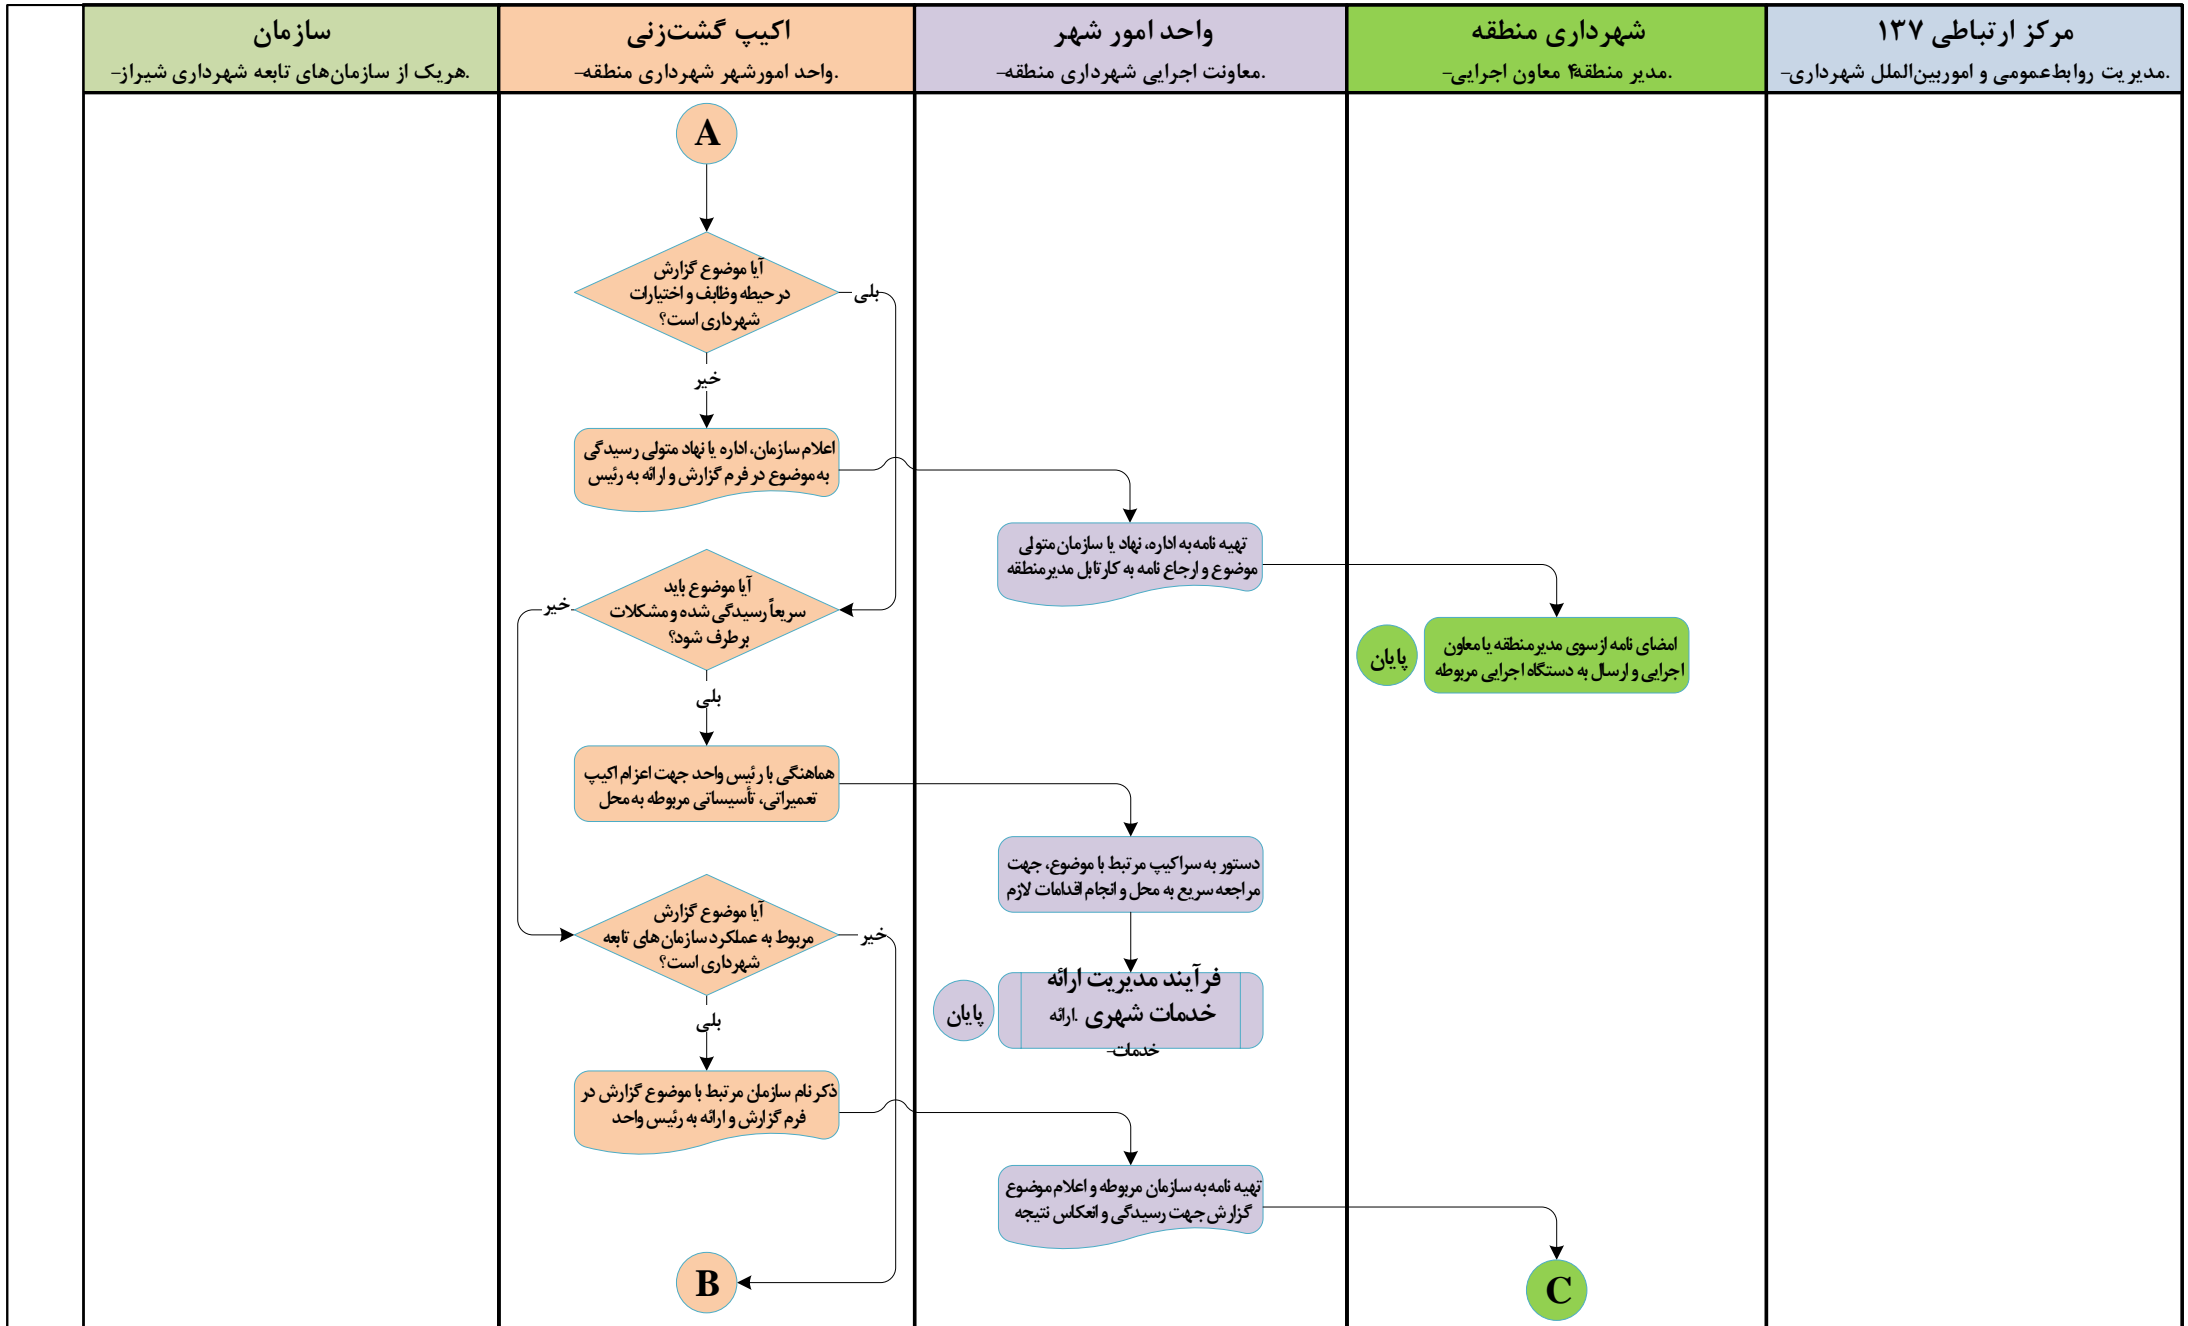 مرکز ارتباطی ۱۳۷
.مدیریت روابط‌عمومی و امور‌بین‌الملل شهرداری-
شهرداری منطقه
.مدیر منطقه۴ معاون اجرایی-
واحد امور شهر
.معاونت اجرایی شهرداری منطقه-
اکیپ گشت‌زنی
.واحد امورشهر شهرداری منطقه-
سازمان
.هریک از سازمان‌های تابعه شهرداری شیراز-
A
آیا موضوع گزارش
در حیطه وظایف و اختیارات
شهرداری است؟
بلی
خیر
اعلام سازمان، اداره یا نهاد متولی رسیدگی
به موضوع در فرم گزارش و ارائه به رئیس
تهیه نامه به اداره، نهاد یا سازمان متولی
موضوع و ارجاع نامه به کارتابل مدیرمنطقه
امضای نامه ازسوی مدیرمنطقه یا معاون
اجرایی و ارسال به دستگاه اجرایی مربوطه
پایان
آیا موضوع باید
سریعاً رسیدگی شده و مشکلات
برطرف شود؟
خیر
بلی
هماهنگی با رئیس واحد جهت اعزام اکیپ
تعمیراتی، تأسیساتی مربوطه به محل
دستور به سراکیپ مرتبط با موضوع، جهت
مراجعه سریع به محل و انجام اقدامات لازم
فرآیند مدیریت ارائه
خدمات شهری .ارائه
خدمات-
پایان
آیا موضوع گزارش
مربوط به عملکرد سازمان های تابعه
شهرداری است؟
خیر
بلی
ذکر نام سازمان مرتبط با موضوع گزارش در
فرم گزارش و ارائه به رئیس واحد
تهیه نامه به سازمان مربوطه و اعلام موضوع
گزارش جهت رسیدگی و انعکاس نتیجه
B
C